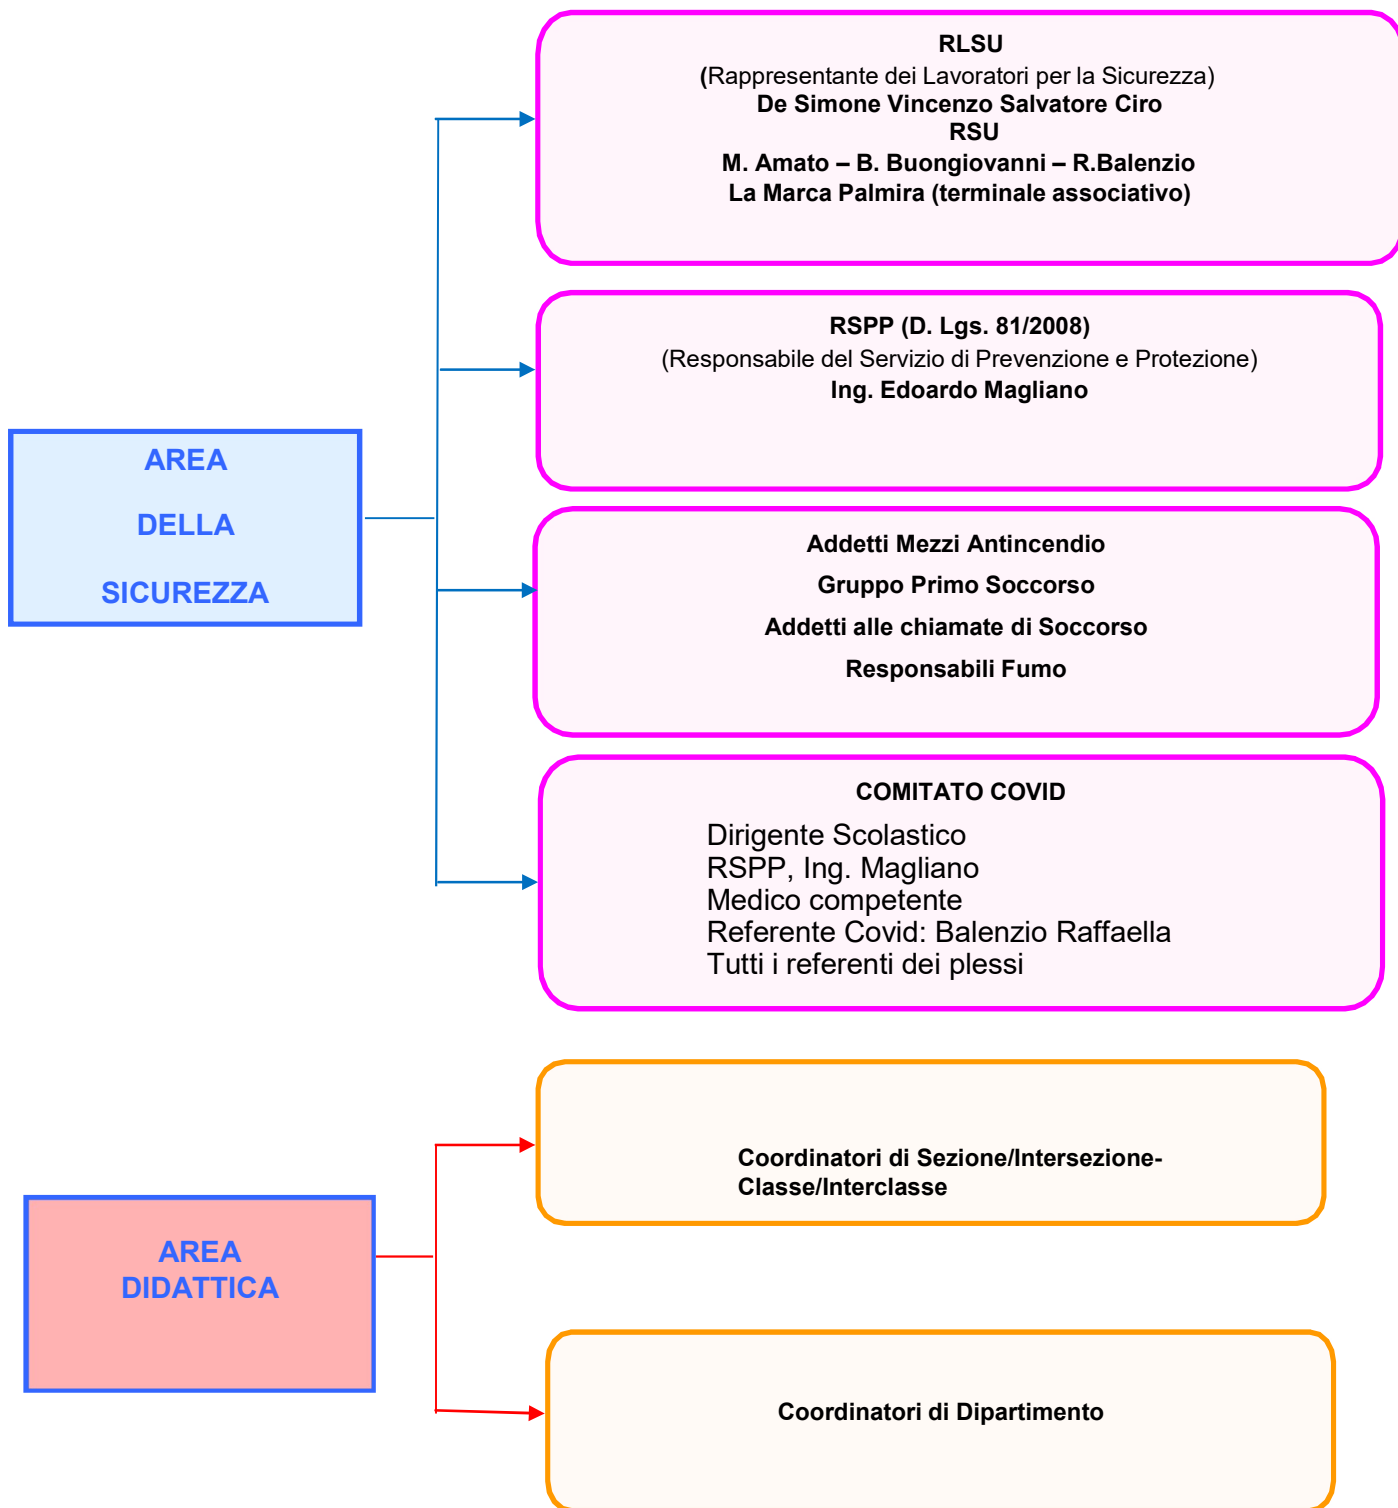 RLSU
(Rappresentante dei Lavoratori per la Sicurezza)
De Simone Vincenzo Salvatore Ciro
RSU
M. Amato – B. Buongiovanni – R.Balenzio
La Marca Palmira (terminale associativo)
RSPP (D. Lgs. 81/2008)
(Responsabile del Servizio di Prevenzione e Protezione)
Ing. Edoardo Magliano
AREA
DELLA
SICUREZZA
Addetti Mezzi Antincendio
Gruppo Primo Soccorso
Addetti alle chiamate di Soccorso
Responsabili Fumo
COMITATO COVID
Dirigente Scolastico
RSPP, Ing. Magliano
Medico competente
Referente Covid: Balenzio Raffaella
Tutti i referenti dei plessi
Coordinatori di Sezione/Intersezione-
Classe/Interclasse
AREA
DIDATTICA
Coordinatori di Dipartimento